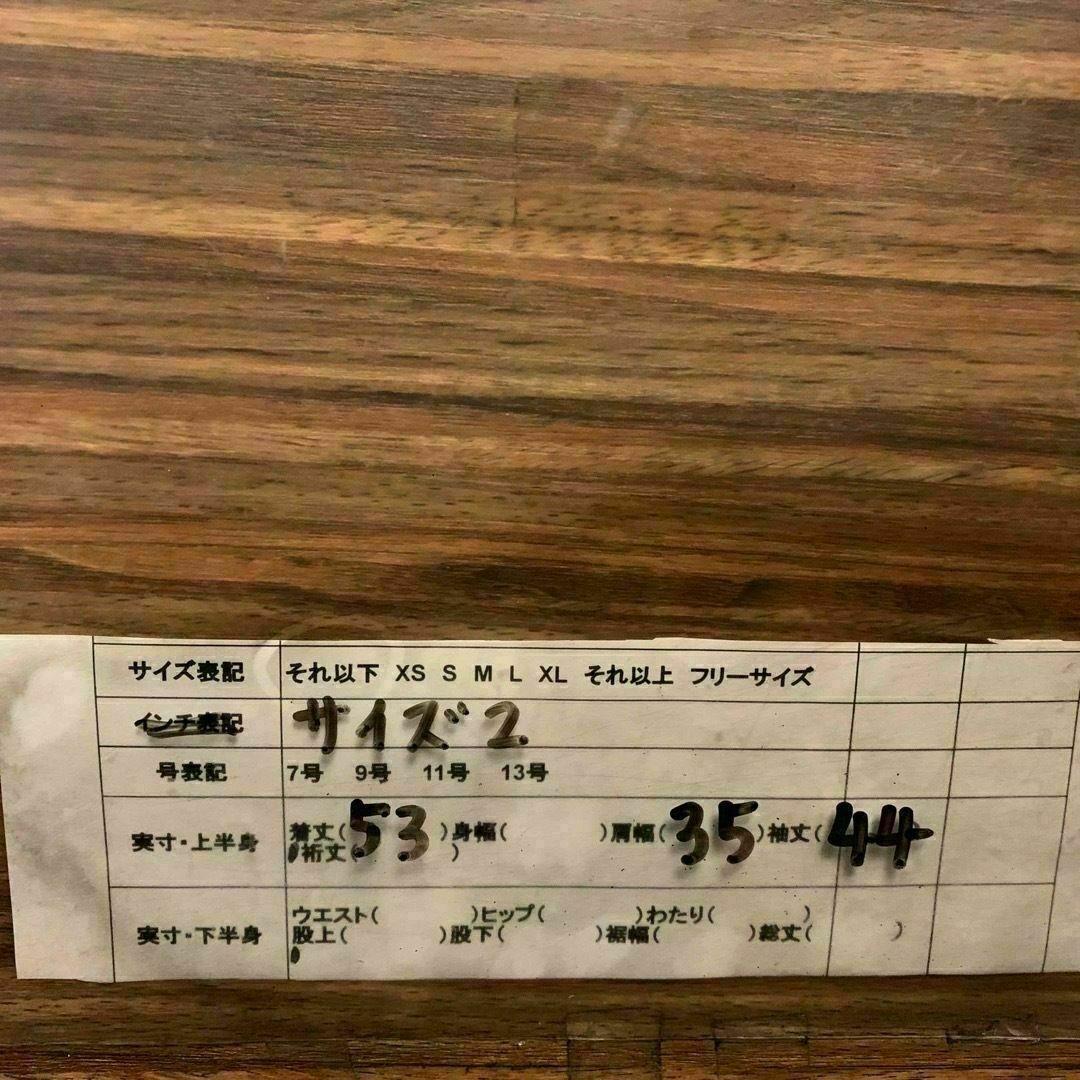 サイズ表記 それ以下 XS S M L XL それ以上 フリーサイズ
インチ表記 サイズ2
号表記 7号 9号 11号 13号
実寸・上半身 着丈(53)身幅( )肩幅(35)袖丈(44
裄丈( )
実寸・下半身 ウエスト( )ヒップ( )わたり( )
股上( )股下( )裾幅( )総丈( )